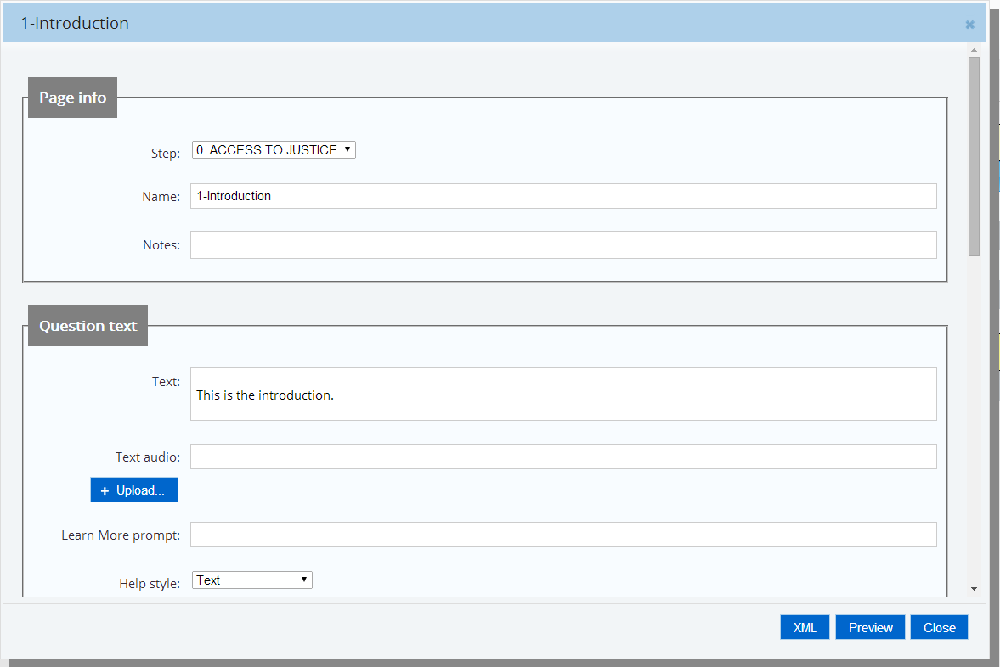 1-Introduction
Page info
Step: 0. ACCESS TO JUSTICE
Name: 1-Introduction
Notes:
Question text
Text: This is the introduction.
Text audio:
+ Upload...
Learn More prompt:
Help style: Text
XML Preview Close